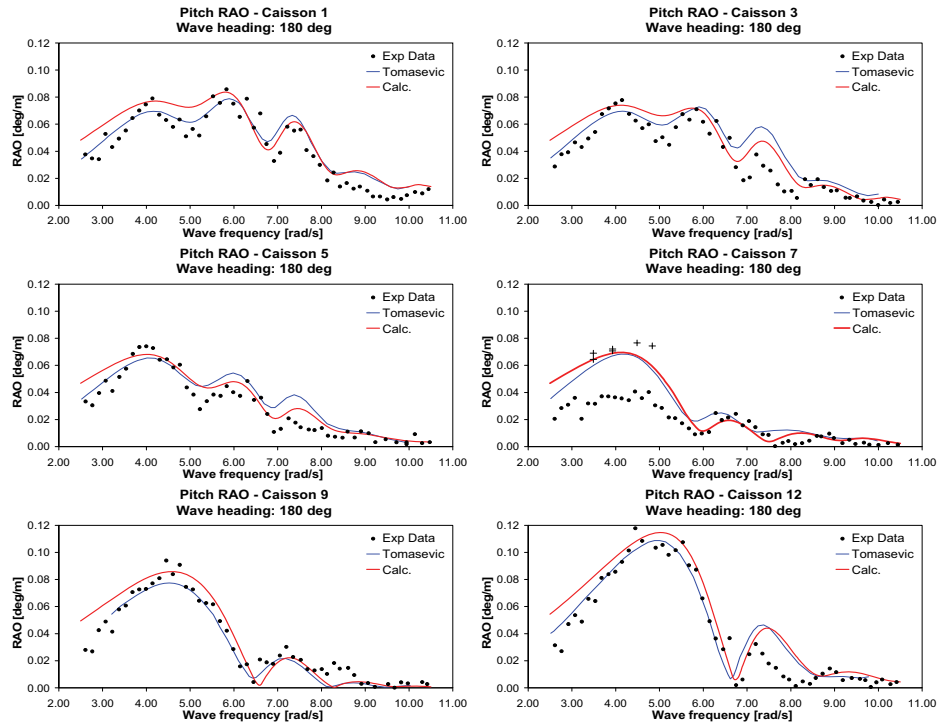 Pitch RAO - Caisson 1
Wave heading: 180 deg
0.12
0.10
0.08
0.06
0.04
0.02
0.00
RAO [deg/m]
Exp Data
Tomasevic
Calc.
2.00 3.00 4.00 5.00 6.00 7.00 8.00 9.00 10.00 11.00
Wave frequency [rad/s]
Pitch RAO - Caisson 3
Wave heading: 180 deg
0.12
0.10
0.08
0.06
0.04
0.02
0.00
RAO [deg/m]
Exp Data
Tomasevic
Calc.
2.00 3.00 4.00 5.00 6.00 7.00 8.00 9.00 10.00 11.00
Wave frequency [rad/s]
Pitch RAO - Caisson 5
Wave heading: 180 deg
0.12
0.10
0.08
0.06
0.04
0.02
0.00
RAO [deg/m]
Exp Data
Tomasevic
Calc.
2.00 3.00 4.00 5.00 6.00 7.00 8.00 9.00 10.00 11.00
Wave frequency [rad/s]
Pitch RAO - Caisson 7
Wave heading: 180 deg
0.12
0.10
0.08
0.06
0.04
0.02
0.00
RAO [deg/m]
Exp Data
Tomasevic
Calc.
2.00 3.00 4.00 5.00 6.00 7.00 8.00 9.00 10.00 11.00
Wave frequency [rad/s]
Pitch RAO - Caisson 9
Wave heading: 180 deg
0.12
0.10
0.08
0.06
0.04
0.02
0.00
RAO [deg/m]
Exp Data
Tomasevic
Calc.
2.00 3.00 4.00 5.00 6.00 7.00 8.00 9.00 10.00 11.00
Wave frequency [rad/s]
Pitch RAO - Caisson 12
Wave heading: 180 deg
0.12
0.10
0.08
0.06
0.04
0.02
0.00
RAO [deg/m]
Exp Data
Tomasevic
Calc.
2.00 3.00 4.00 5.00 6.00 7.00 8.00 9.00 10.00 11.00
Wave frequency [rad/s]